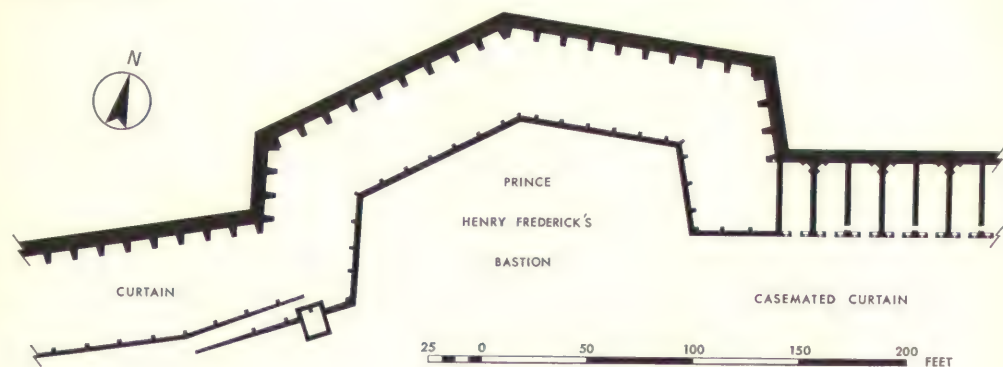 N
PRINCE
HENRY FREDERICK'S
BASTION
CURTAIN
CASEMATED CURTAIN
25 0 50 100 150 200 FEET